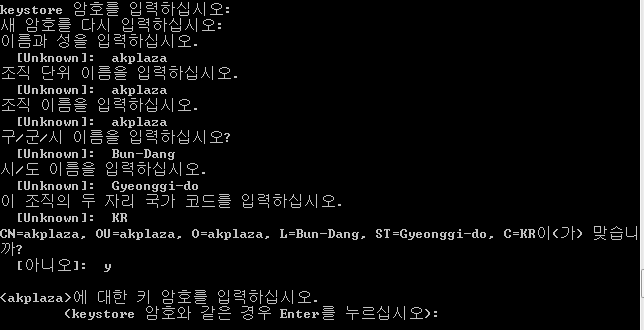 keystore 암호를 입력하십시오:
새 암호를 다시 입력하십시오:
이름과 성을 입력하십시오.
  [Unknown]:  akplaza
조직 단위 이름을 입력하십시오.
  [Unknown]:  akplaza
조직 이름을 입력하십시오.
  [Unknown]:  akplaza
구/군/시 이름을 입력하십시오?
  [Unknown]:  Bun-Dang
시/도 이름을 입력하십시오.
  [Unknown]:  Gyeonggi-do
이 조직의 두 자리 국가 코드를 입력하십시오.
  [Unknown]:  KR
CN=akplaza, OU=akplaza, O=akplaza, L=Bun-Dang, ST=Gyeonggi-do, C=KR이(가) 맞습니
까?
  [아니오]:  y
<akplaza>에 대한 키 암호를 입력하십시오.
        (keystore 암호와 같은 경우 Enter를 누르십시오):